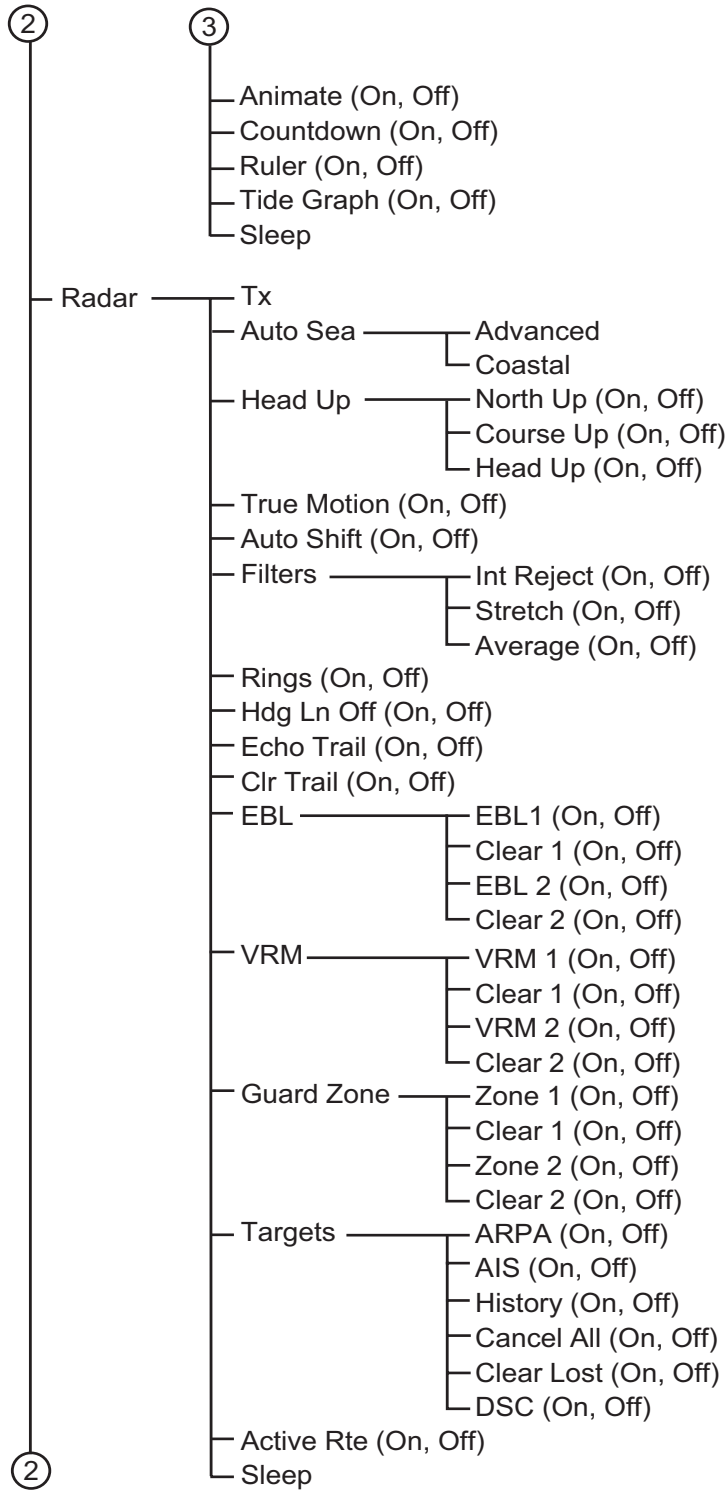 2 3
Animate (On, Off)
Countdown (On, Off)
Ruler (On, Off)
Tide Graph (On, Off)
Sleep
Radar Tx
Auto Sea Advanced
Coastal
Head Up North Up (On, Off)
Course Up (On, Off)
Head Up (On, Off)
True Motion (On, Off)
Auto Shift (On, Off)
Filters Int Reject (On, Off)
Stretch (On, Off)
Average (On, Off)
Rings (On, Off)
Hdg Ln Off (On, Off)
Echo Trail (On, Off)
Clr Trail (On, Off)
EBL EBL1 (On, Off)
Clear 1 (On, Off)
EBL 2 (On, Off)
Clear 2 (On, Off)
VRM VRM 1 (On, Off)
Clear 1 (On, Off)
VRM 2 (On, Off)
Clear 2 (On, Off)
Guard Zone Zone 1 (On, Off)
Clear 1 (On, Off)
Zone 2 (On, Off)
Clear 2 (On, Off)
Targets ARPA (On, Off)
AIS (On, Off)
History (On, Off)
Cancel All (On, Off)
Clear Lost (On, Off)
DSC (On, Off)
Active Rte (On, Off)
2 Sleep